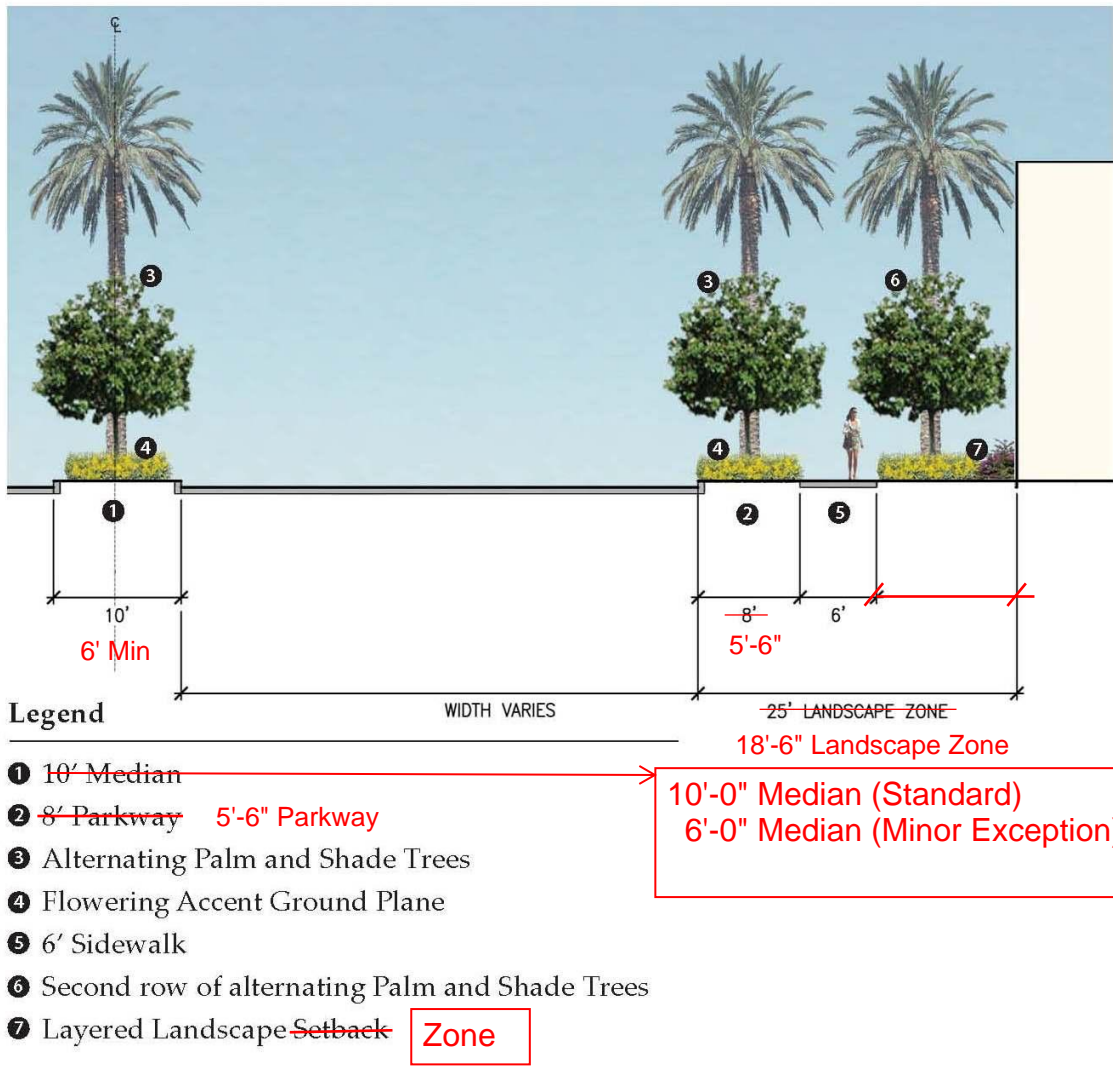 ℄
3
3
6
4
4
7
1
2
5
10'
8'
6'
6' Min
5'-6"
WIDTH VARIES
25' LANDSCAPE ZONE
18'-6" Landscape Zone
Legend
1 10′ Median
10'-0" Median (Standard)
6'-0" Median (Minor Exception)
2 8′ Parkway 5'-6" Parkway
3 Alternating Palm and Shade Trees
4 Flowering Accent Ground Plane
5 6′ Sidewalk
6 Second row of alternating Palm and Shade Trees
7 Layered Landscape Setback Zone